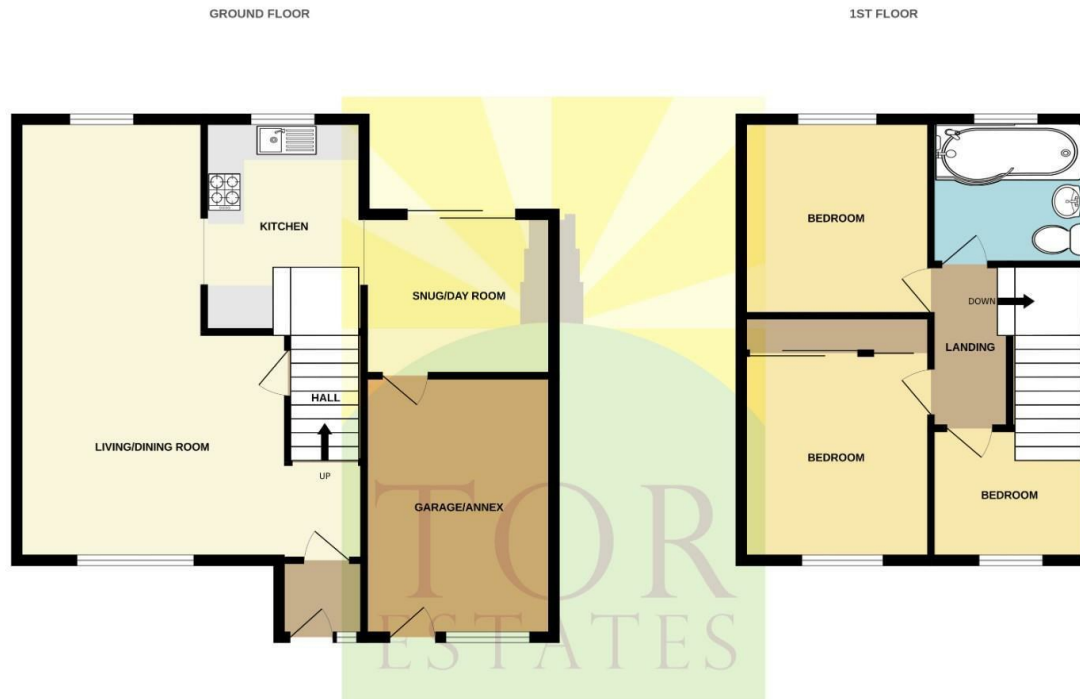 GROUND FLOOR
1ST FLOOR
KITCHEN
SNUG/DAY ROOM
HALL
UP
LIVING/DINING ROOM
GARAGE/ANNEX
BEDROOM
DOWN
LANDING
BEDROOM
BEDROOM
TOR
ESTATES